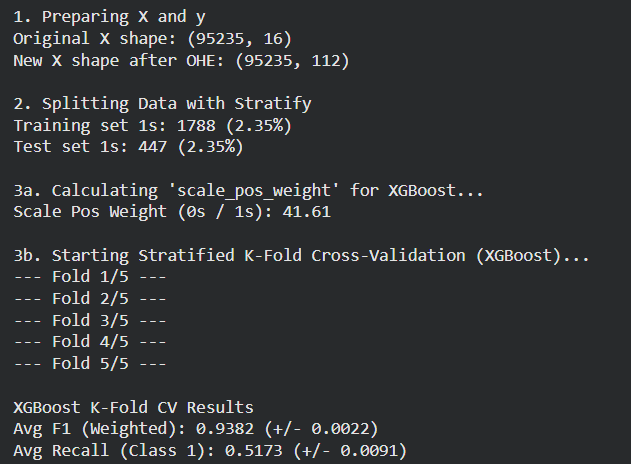 1. Preparing X and y
Original X shape: (95235, 16)
New X shape after OHE: (95235, 112)
2. Splitting Data with Stratify
Training set 1s: 1788 (2.35%)
Test set 1s: 447 (2.35%)
3a. Calculating 'scale_pos_weight' for XGBoost...
Scale Pos Weight (0s / 1s): 41.61
3b. Starting Stratified K-Fold Cross-Validation (XGBoost)...
--- Fold 1/5 ---
--- Fold 2/5 ---
--- Fold 3/5 ---
--- Fold 4/5 ---
--- Fold 5/5 ---
XGBoost K-Fold CV Results
Avg F1 (Weighted): 0.9382 (+/- 0.0022)
Avg Recall (Class 1): 0.5173 (+/- 0.0091)